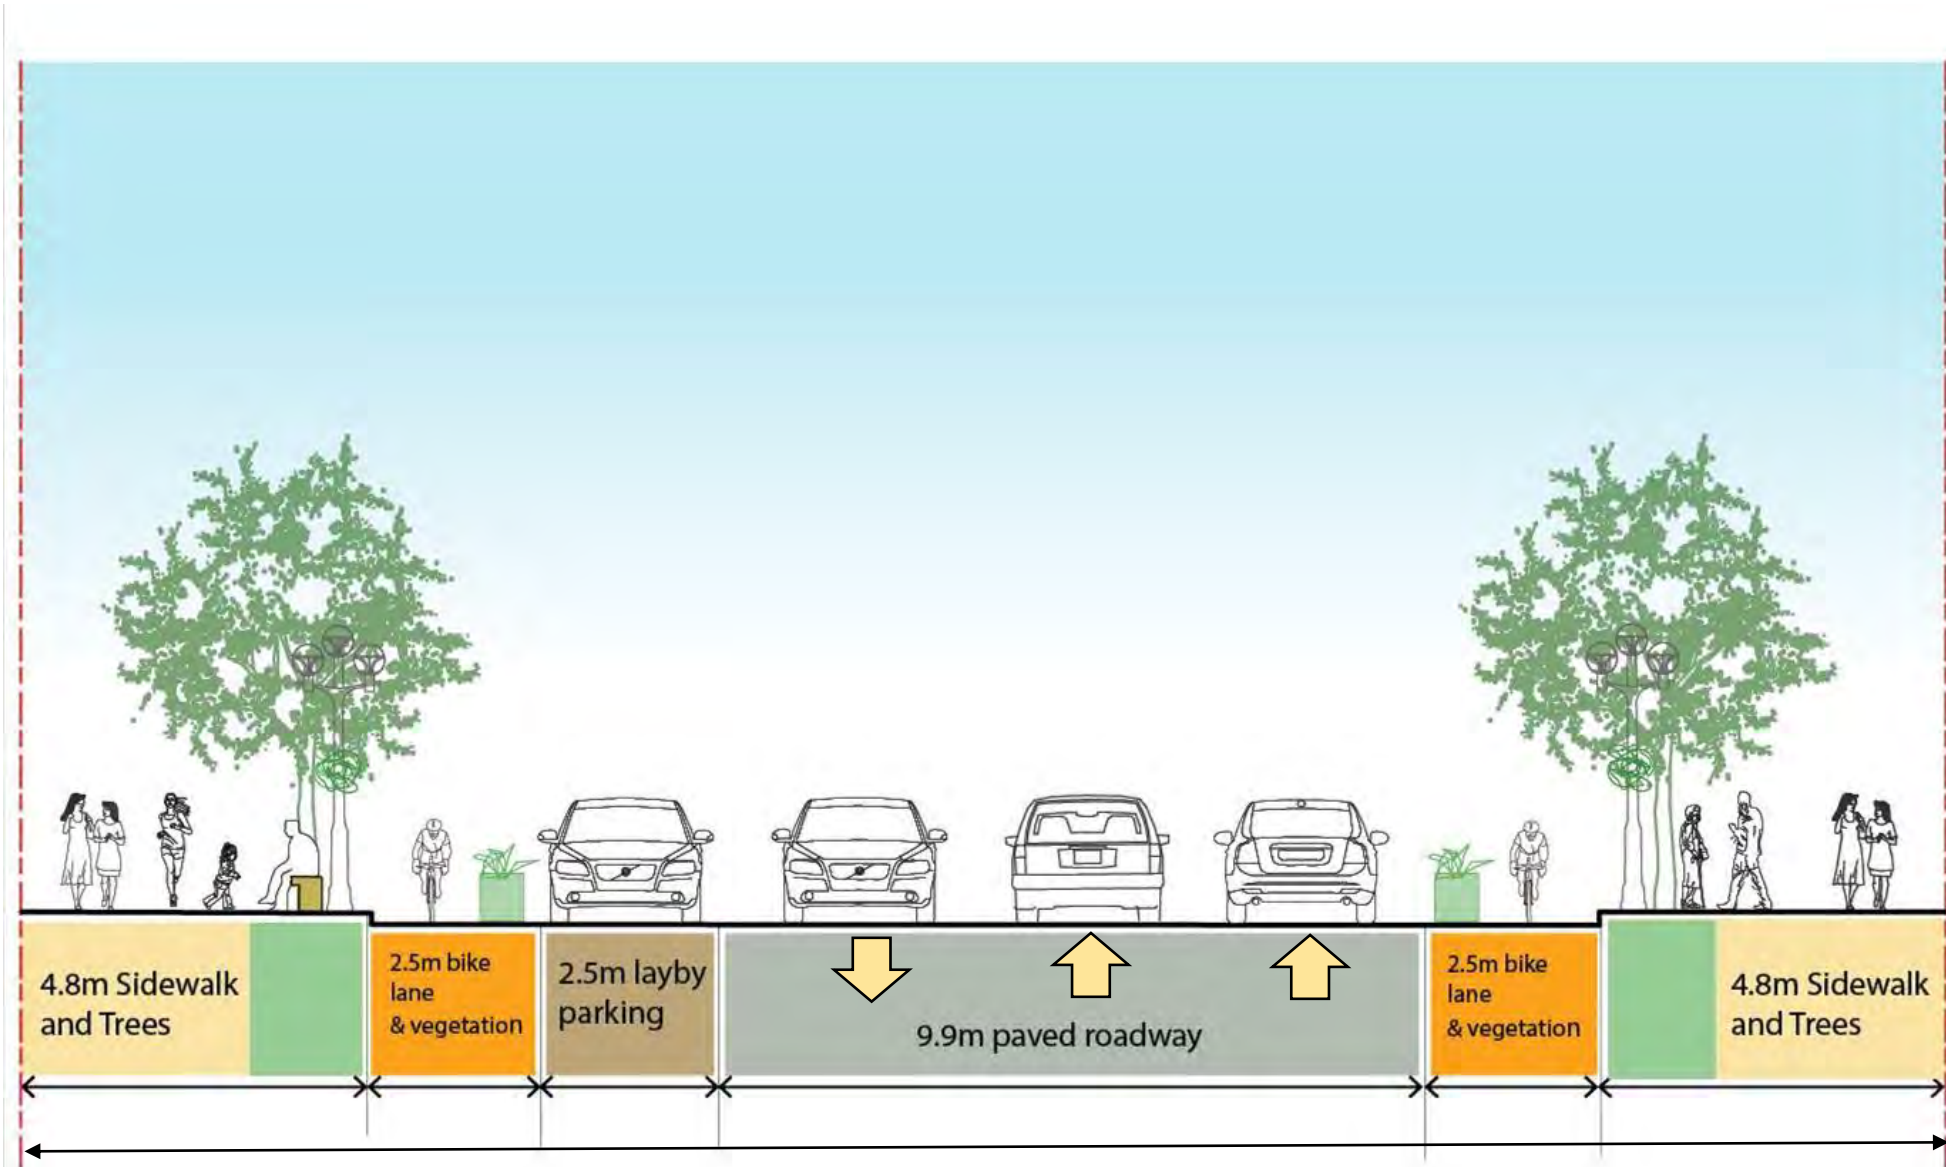 4.8m Sidewalk
and Trees
2.5m bike
lane
& vegetation
2.5m layby
parking
9.9m paved roadway
2.5m bike
lane
& vegetation
4.8m Sidewalk
and Trees